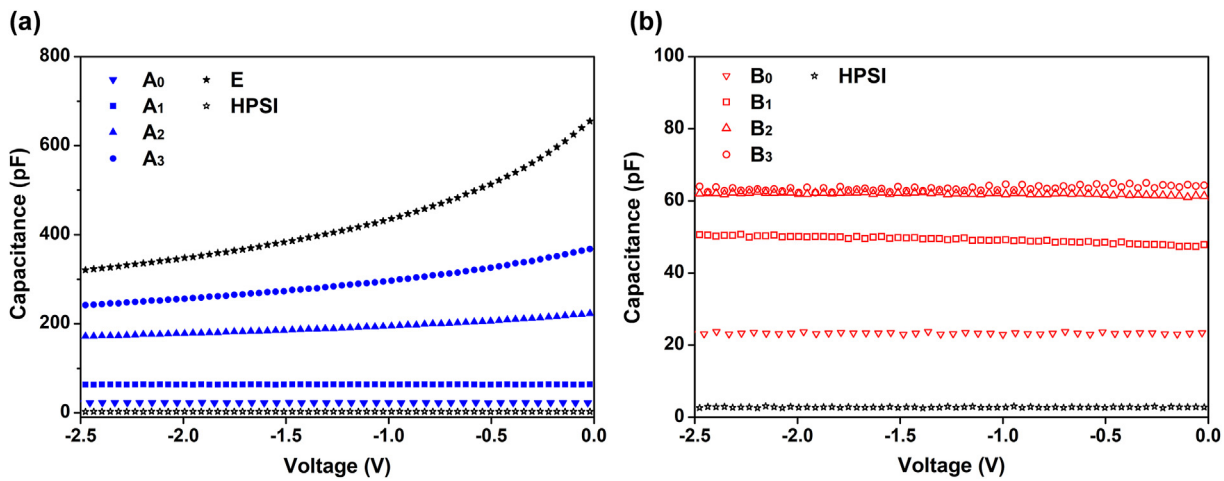 (a)
800
600
400
200
0
Capacitance (pF)
A0
A1
A2
A3
E
HPSI
-2.5 -2.0 -1.5 -1.0 -0.5 0.0
Voltage (V)
(b)
100
80
60
40
20
0
Capacitance (pF)
B0
B1
B2
B3
HPSI
-2.5 -2.0 -1.5 -1.0 -0.5 0.0
Voltage (V)